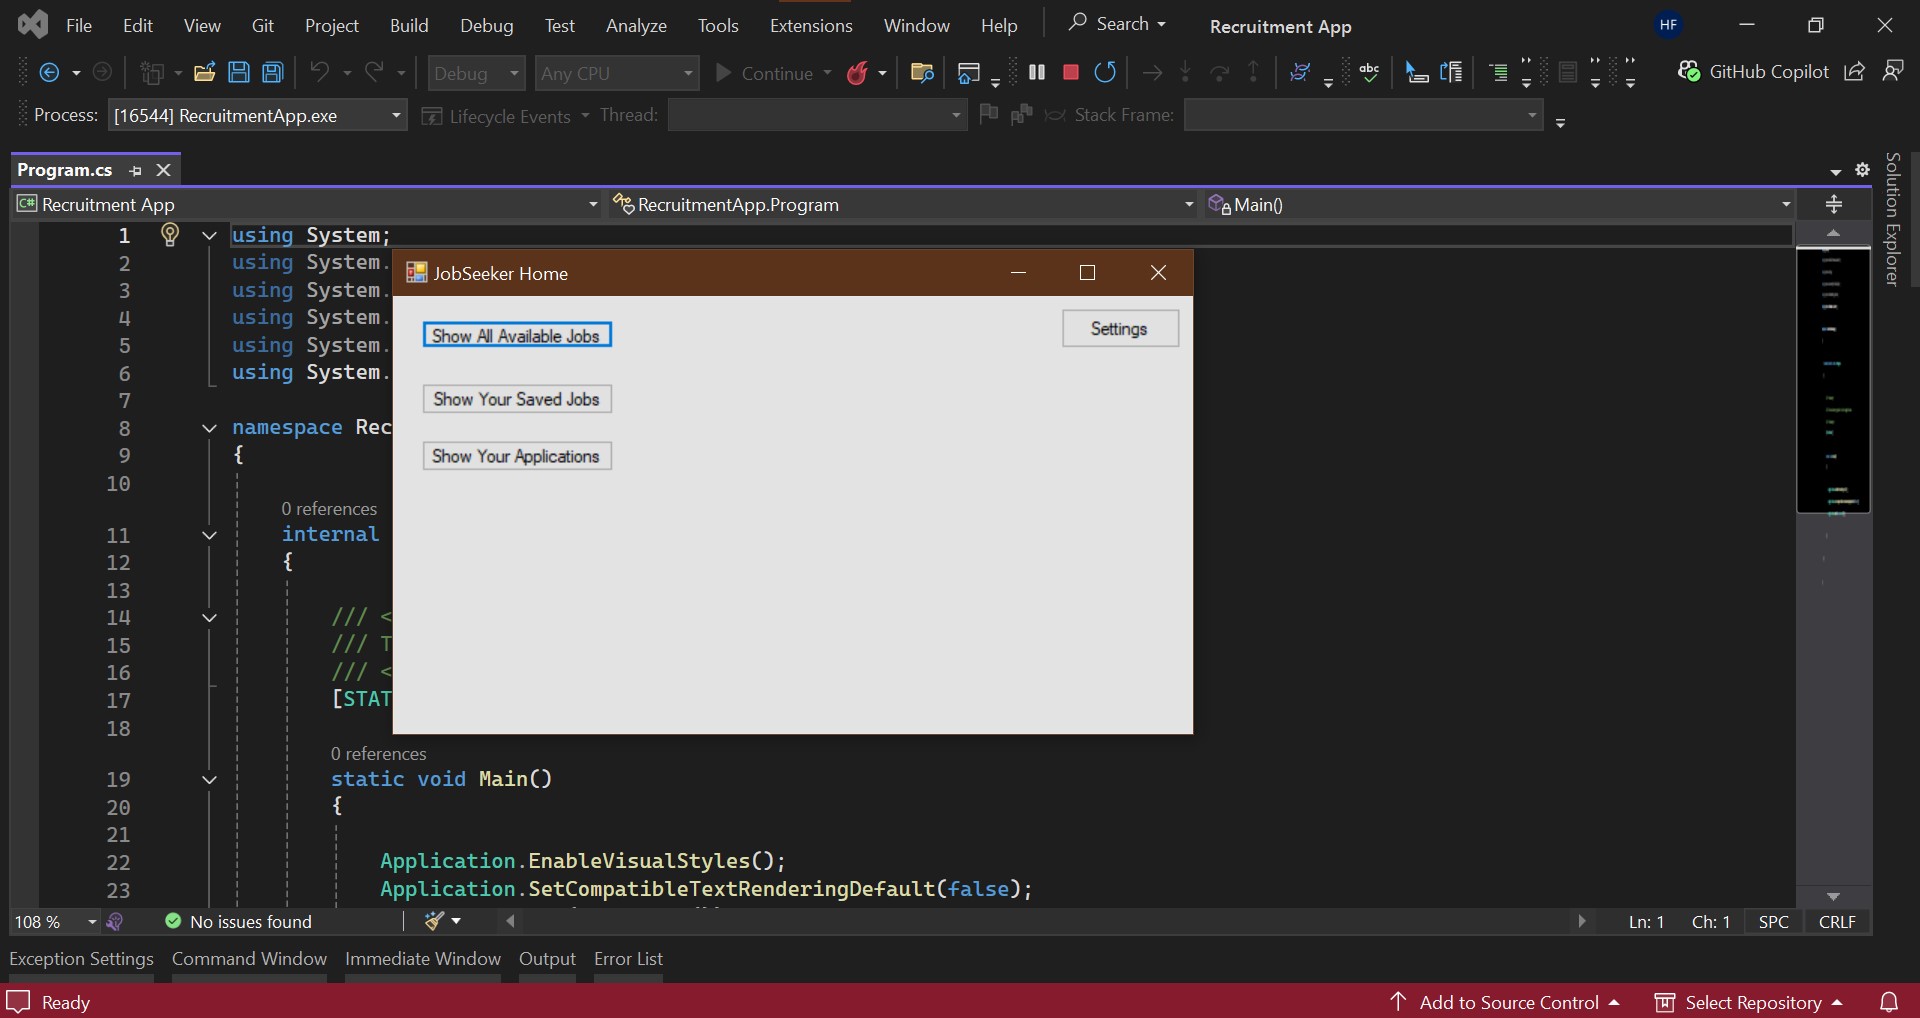 File Edit View Git Project Build Debug Test Analyze Tools Extensions Window Help Search Recruitment App HF
Debug Any CPU Continue abc GitHub Copilot
Process: [16544] RecruitmentApp.exe Lifecycle Events Thread: Stack Frame:
Program.cs
Solution Explorer
C# Recruitment App RecruitmentApp.Program Main()
1 using System;
2 using System.
3 using System.
4 using System.
5 using System.
6 using System.
7
8 namespace Rec
9 {
10
0 references
11 internal
12 {
13
14 /// <
15 /// T
16 /// <
17 [STAT
18
0 references
19 static void Main()
20 {
21
22 Application.EnableVisualStyles();
23 Application.SetCompatibleTextRenderingDefault(false);
JobSeeker Home
Show All Available Jobs
Settings
Show Your Saved Jobs
Show Your Applications
108 % No issues found Ln: 1 Ch: 1 SPC CRLF
Exception Settings Command Window Immediate Window Output Error List
Ready Add to Source Control Select Repository